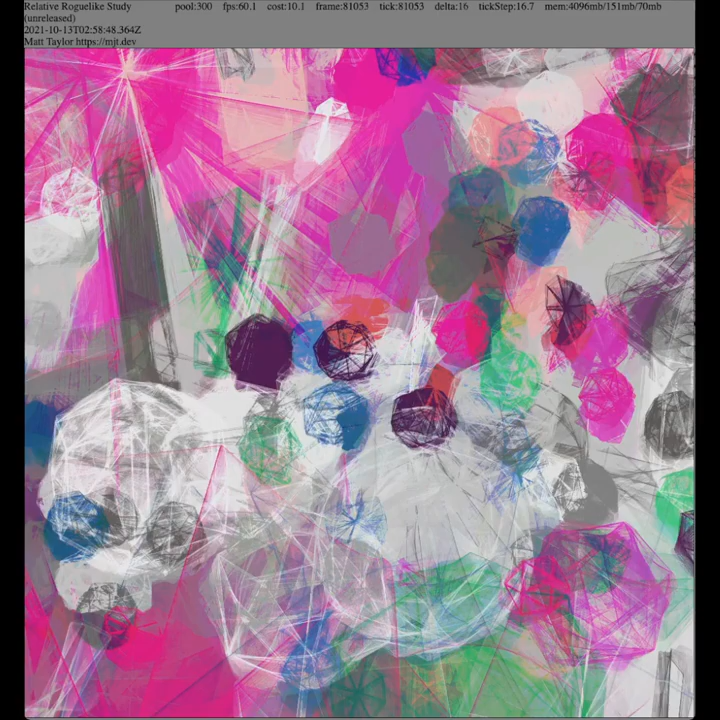 Relative Roguelike Study pool:300 fps:60.1 cost:10.1 frame:81053 tick:81053 delta:16 tickStep:16.7 mem:4096mb/151mb/70mb
(unreleased)
2021-10-13T02:58:48.364Z
Matt Taylor https://mjt.dev